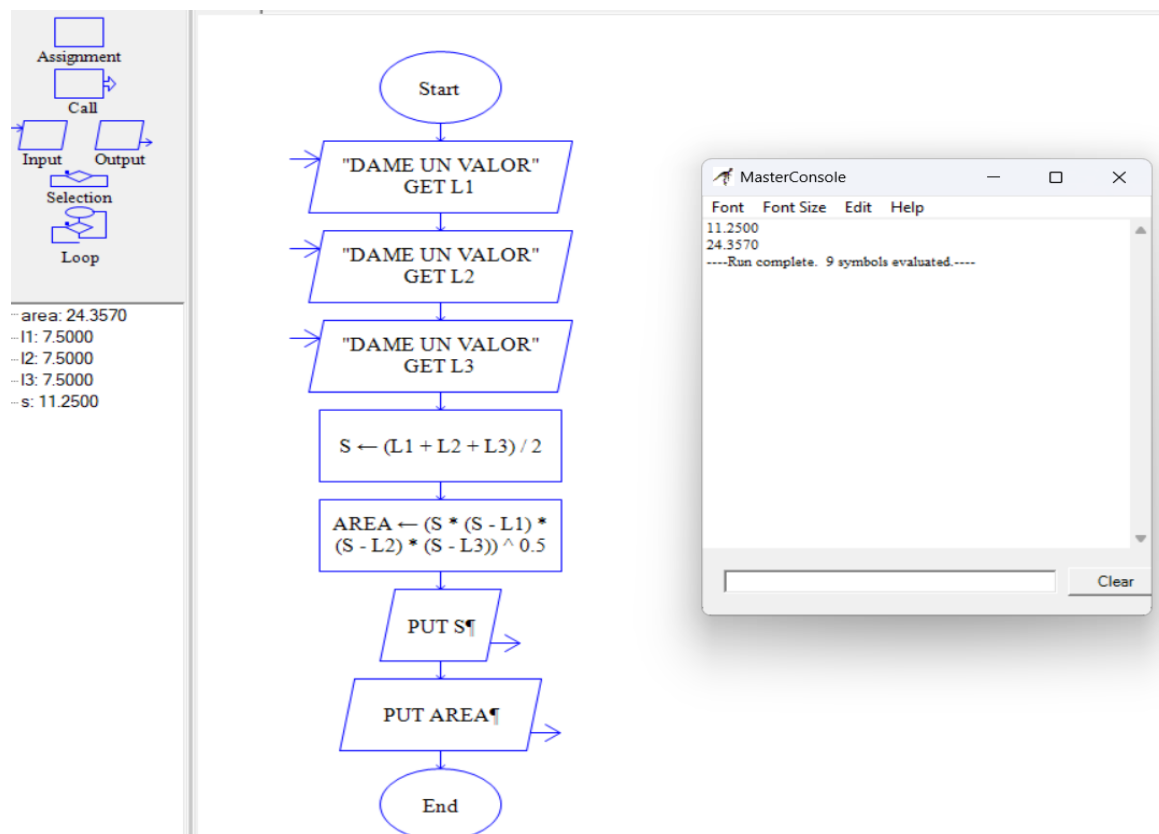 Assignment
Call
Input Output
Selection
Loop
area: 24.3570
l1: 7.5000
l2: 7.5000
l3: 7.5000
s: 11.2500
Start
"DAME UN VALOR"
GET L1
"DAME UN VALOR"
GET L2
"DAME UN VALOR"
GET L3
S ← (L1 + L2 + L3) / 2
AREA ← (S * (S - L1) *
(S - L2) * (S - L3)) ^ 0.5
PUT S¶
PUT AREA¶
End
MasterConsole
Font Font Size Edit Help
11.2500
24.3570
----Run complete. 9 symbols evaluated.----
Clear